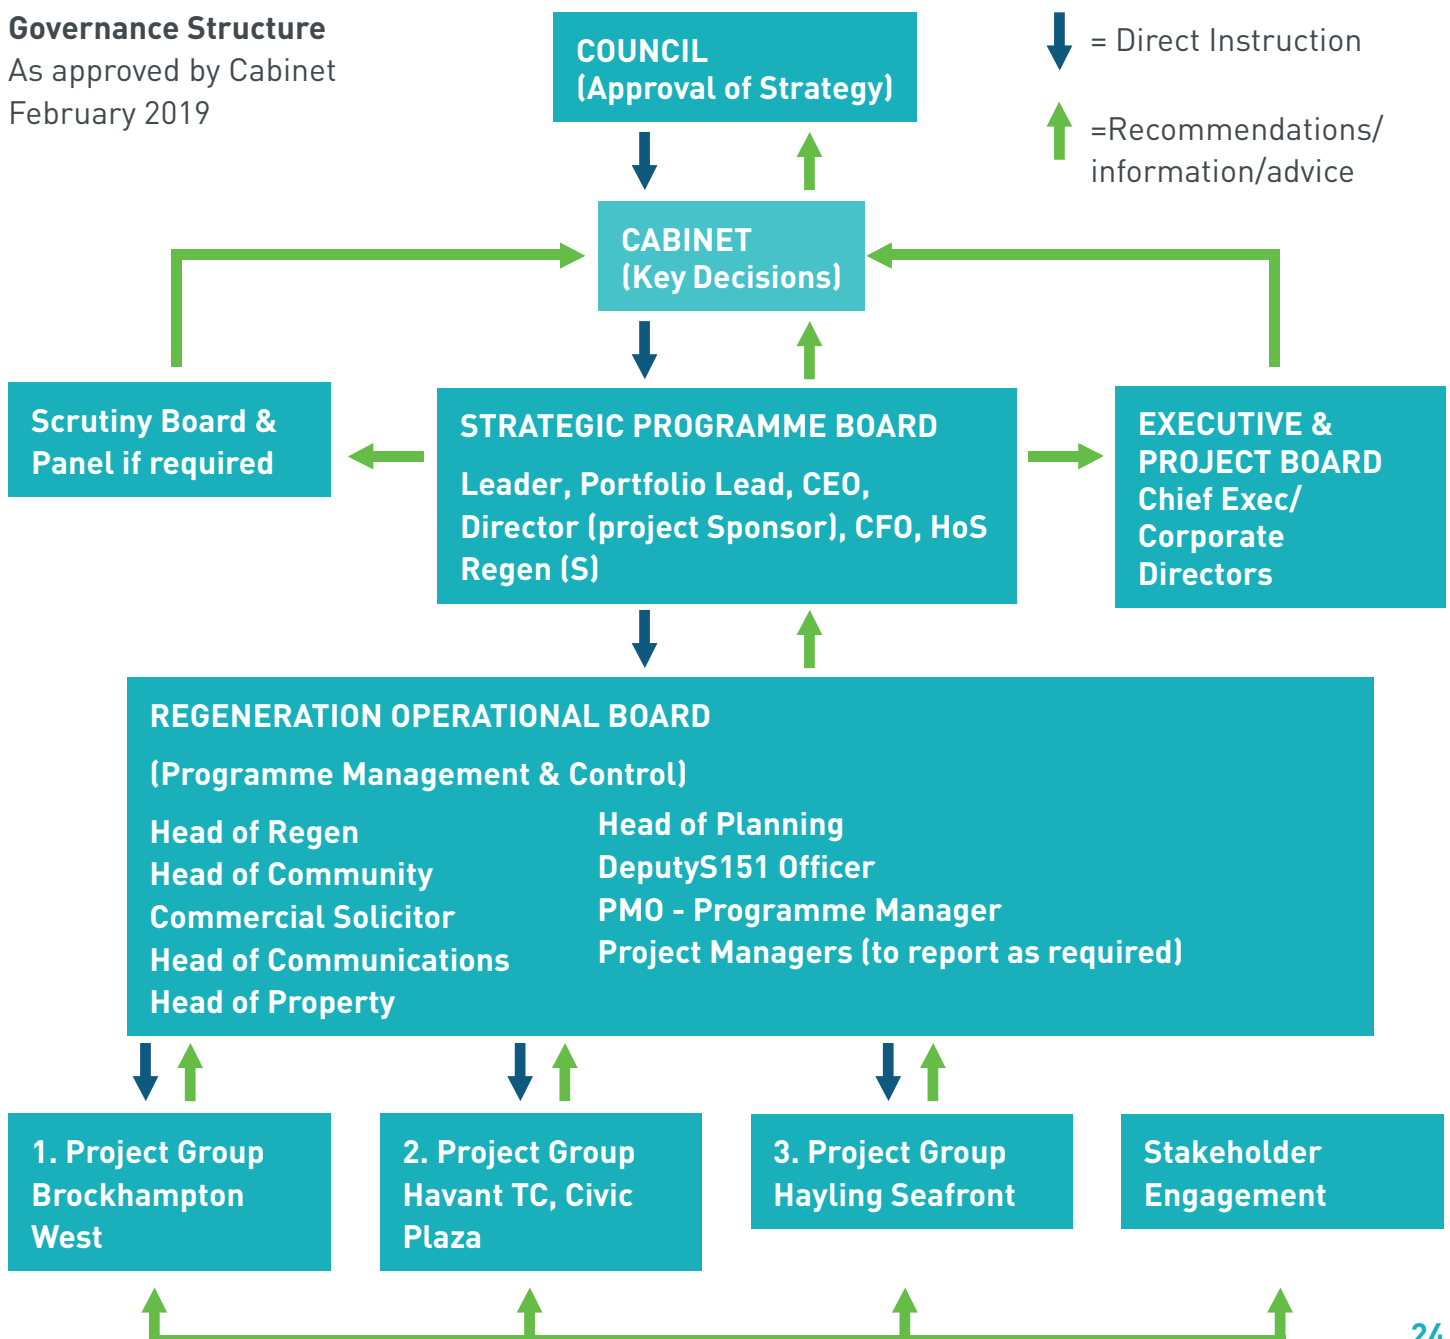 Governance Structure
As approved by Cabinet
February 2019
COUNCIL
(Approval of Strategy)
= Direct Instruction
=Recommendations/
information/advice
CABINET
(Key Decisions)
Scrutiny Board &
Panel if required
STRATEGIC PROGRAMME BOARD
Leader, Portfolio Lead, CEO,
Director (project Sponsor), CFO, HoS
Regen (S)
EXECUTIVE &
PROJECT BOARD
Chief Exec/
Corporate
Directors
REGENERATION OPERATIONAL BOARD
(Programme Management & Control)
Head of Regen
Head of Community
Commercial Solicitor
Head of Communications
Head of Property
Head of Planning
DeputyS151 Officer
PMO - Programme Manager
Project Managers (to report as required)
1. Project Group
Brockhampton
West
2. Project Group
Havant TC, Civic
Plaza
3. Project Group
Hayling Seafront
Stakeholder
Engagement
24